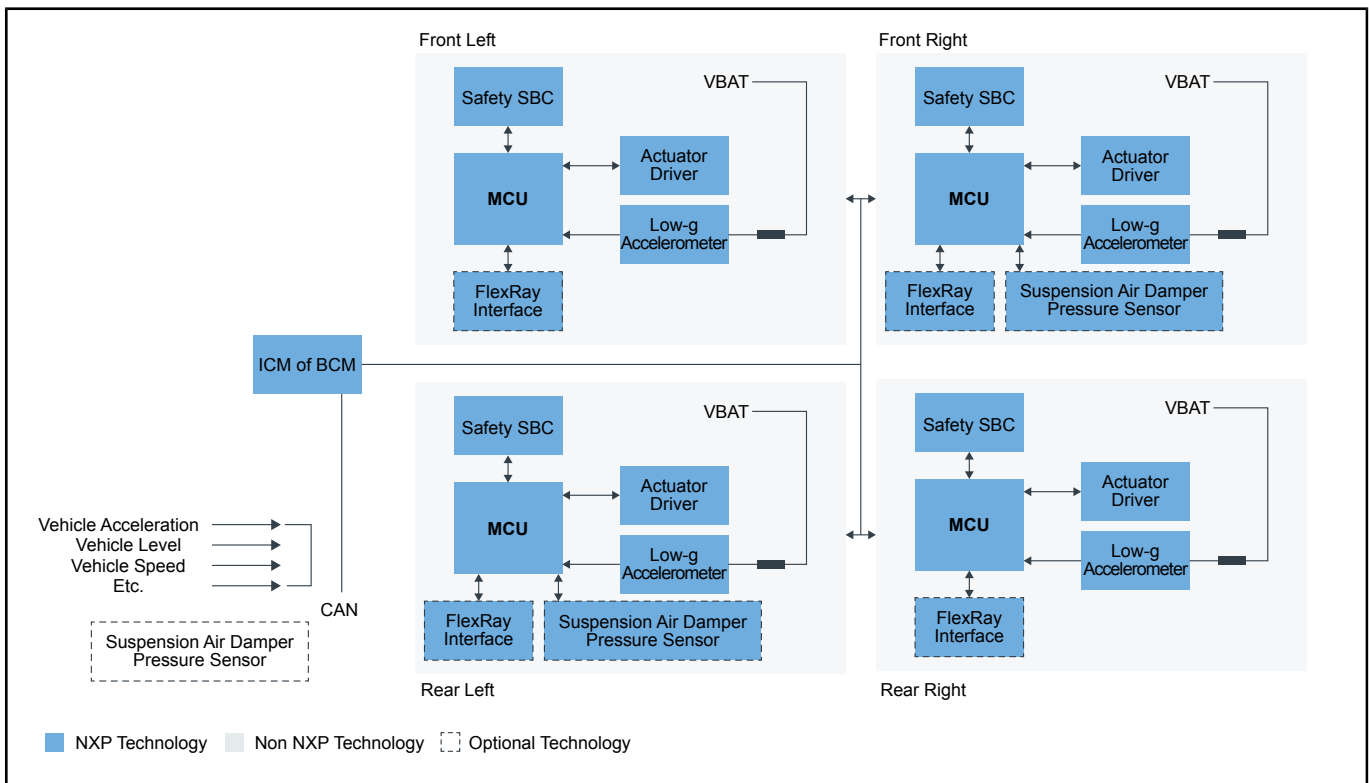 Front Left
Safety SBC
VBAT
MCU
Actuator
Driver
Low-g
Accelerometer
FlexRay
Interface
Front Right
Safety SBC
VBAT
MCU
Actuator
Driver
Low-g
Accelerometer
FlexRay
Interface
Suspension Air Damper
Pressure Sensor
ICM of BCM
Vehicle Acceleration
Vehicle Level
Vehicle Speed
Etc.
CAN
Suspension Air Damper
Pressure Sensor
Safety SBC
VBAT
MCU
Actuator
Driver
Low-g
Accelerometer
FlexRay
Interface
Suspension Air Damper
Pressure Sensor
Rear Left
Safety SBC
VBAT
MCU
Actuator
Driver
Low-g
Accelerometer
FlexRay
Interface
Rear Right
NXP Technology
Non NXP Technology
Optional Technology